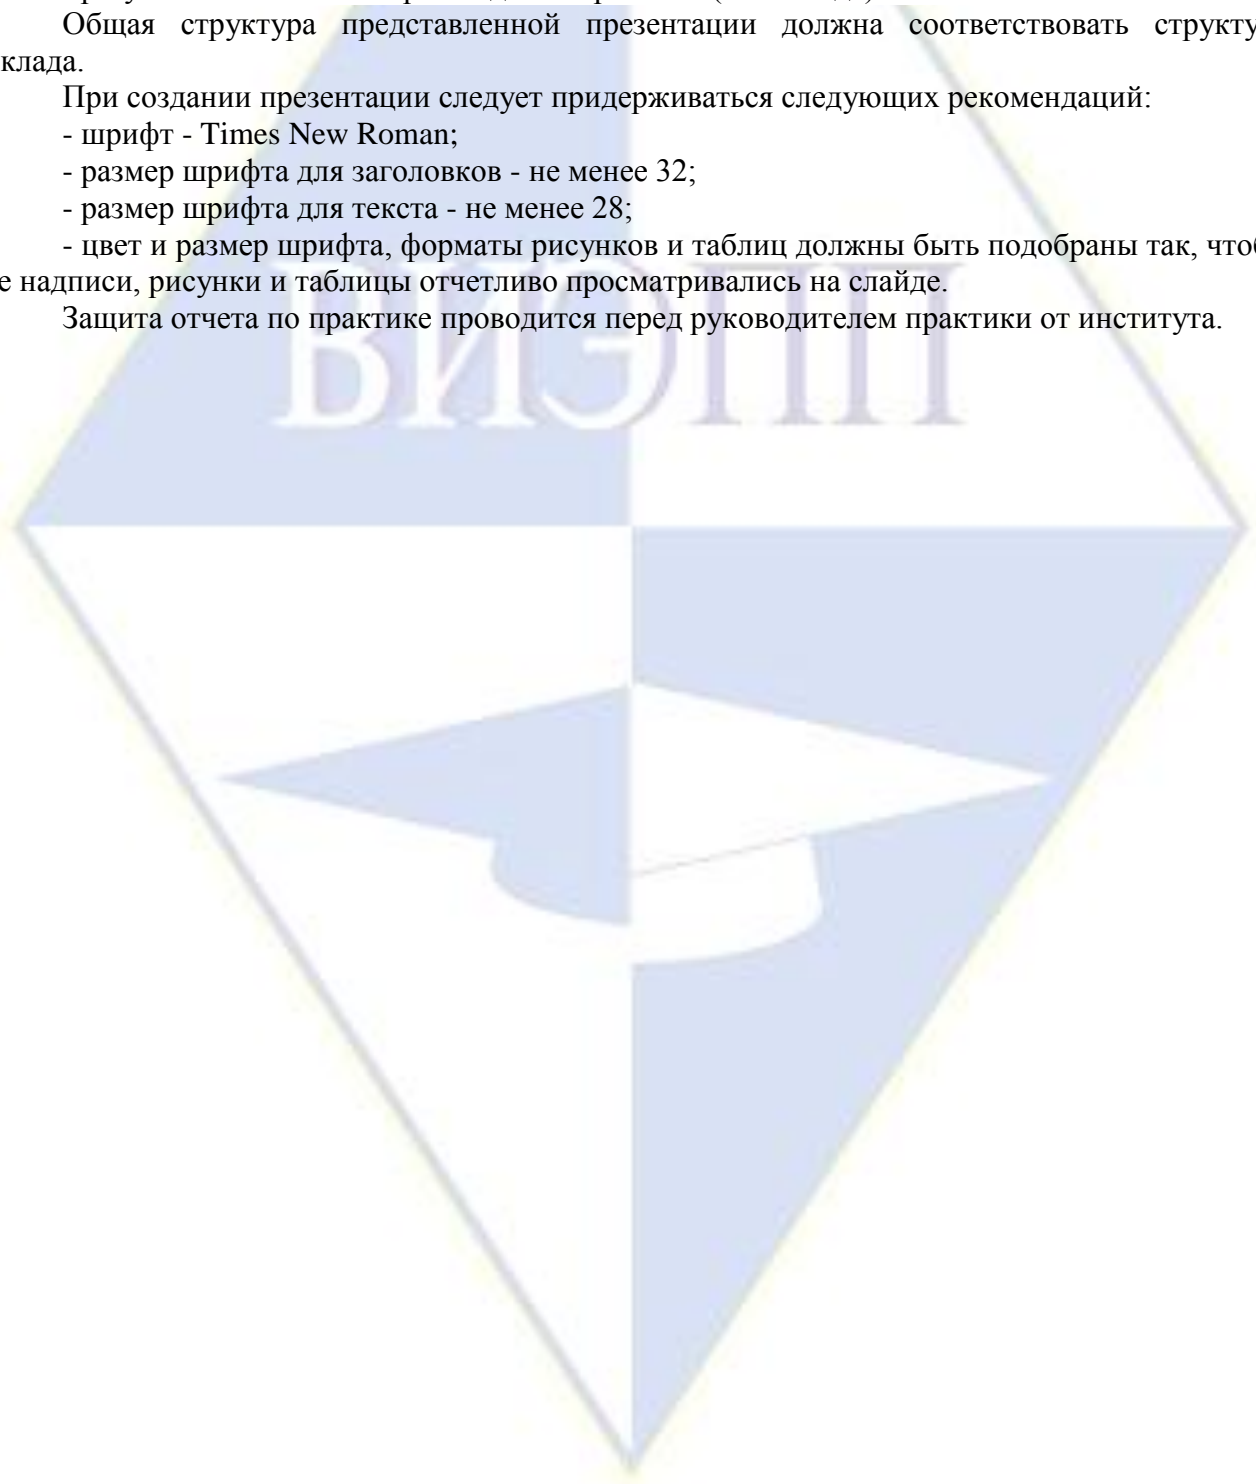 Общая структура представленной презентации должна соответствовать структу
клада.
При создании презентации следует придерживаться следующих рекомендаций:
- шрифт - Times New Roman;
- размер шрифта для заголовков - не менее 32;
- размер шрифта для текста - не менее 28;
- цвет и размер шрифта, форматы рисунков и таблиц должны быть подобраны так, чтоб
е надписи, рисунки и таблицы отчетливо просматривались на слайде.
Защита отчета по практике проводится перед руководителем практики от института.
ВИЭПП